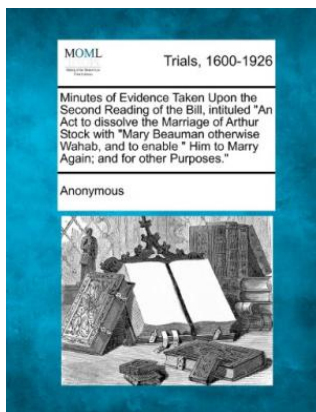 MOML
Trials, 1600-1926
Minutes of Evidence Taken Upon the
Second Reading of the Bill, intituled "An
Act to dissolve the Marriage of Arthur
Stock with "Mary Beauman otherwise
Wahab, and to enable " Him to Marry
Again; and for other Purposes."
Anonymous